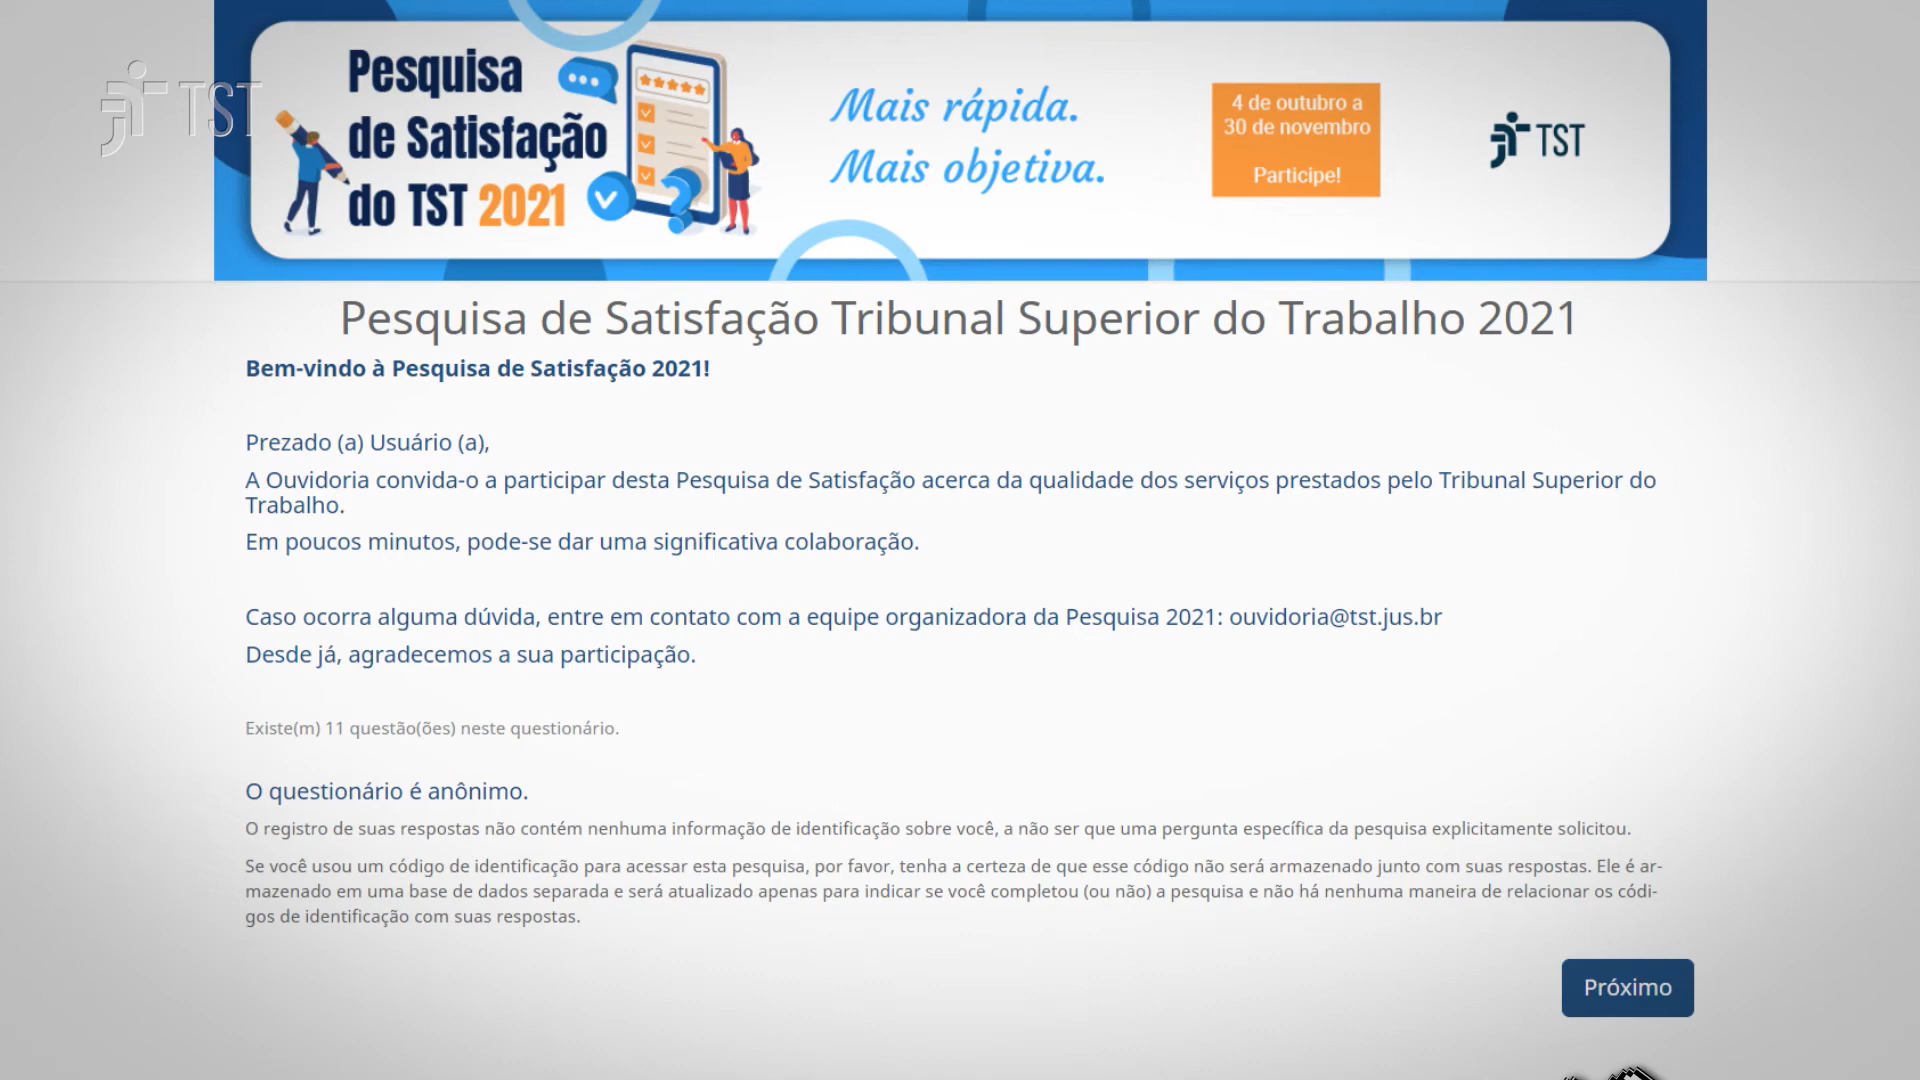 TST
Pesquisa
de Satisfação
do TST 2021
Mais rápida.
Mais objetiva.
4 de outubro a
30 de novembro
Participe!
TST
Pesquisa de Satisfação Tribunal Superior do Trabalho 2021
Bem-vindo à Pesquisa de Satisfação 2021!
Prezado (a) Usuário (a),
A Ouvidoria convida-o a participar desta Pesquisa de Satisfação acerca da qualidade dos serviços prestados pelo Tribunal Superior do
Trabalho.
Em poucos minutos, pode-se dar uma significativa colaboração.
Caso ocorra alguma dúvida, entre em contato com a equipe organizadora da Pesquisa 2021: ouvidoria@tst.jus.br
Desde já, agradecemos a sua participação.
Existe(m) 11 questão(ões) neste questionário.
O questionário é anônimo.
O registro de suas respostas não contém nenhuma informação de identificação sobre você, a não ser que uma pergunta específica da pesquisa explicitamente solicitou.
Se você usou um código de identificação para acessar esta pesquisa, por favor, tenha a certeza de que esse código não será armazenado junto com suas respostas. Ele é ar-
mazenado em uma base de dados separada e será atualizado apenas para indicar se você completou (ou não) a pesquisa e não há nenhuma maneira de relacionar os códi-
gos de identificação com suas respostas.
Próximo